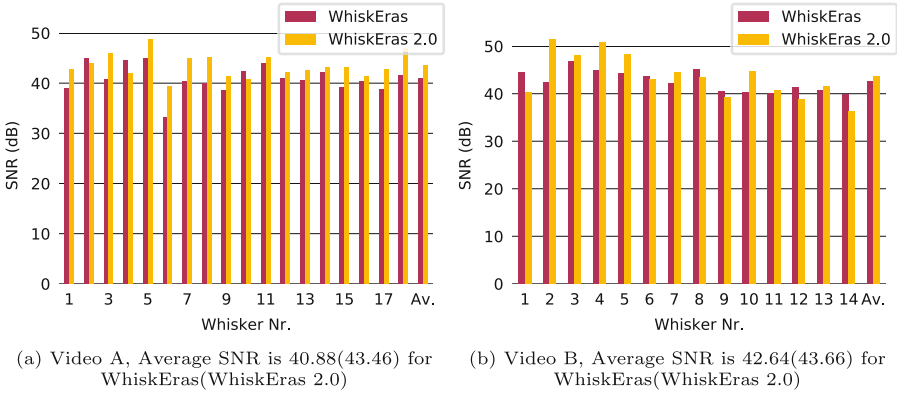 WhiskEras
WhiskEras 2.0
50
40
30
20
10
0
SNR (dB)
1 3 5 7 9 11 13 15 17 Av.
Whisker Nr.
(a) Video A, Average SNR is 40.88(43.46) for
WhiskEras(WhiskEras 2.0)
WhiskEras
WhiskEras 2.0
50
40
30
20
10
0
SNR (dB)
1 2 3 4 5 6 7 8 9 10 11 12 13 14 Av.
Whisker Nr.
(b) Video B, Average SNR is 42.64(43.66) for
WhiskEras(WhiskEras 2.0)